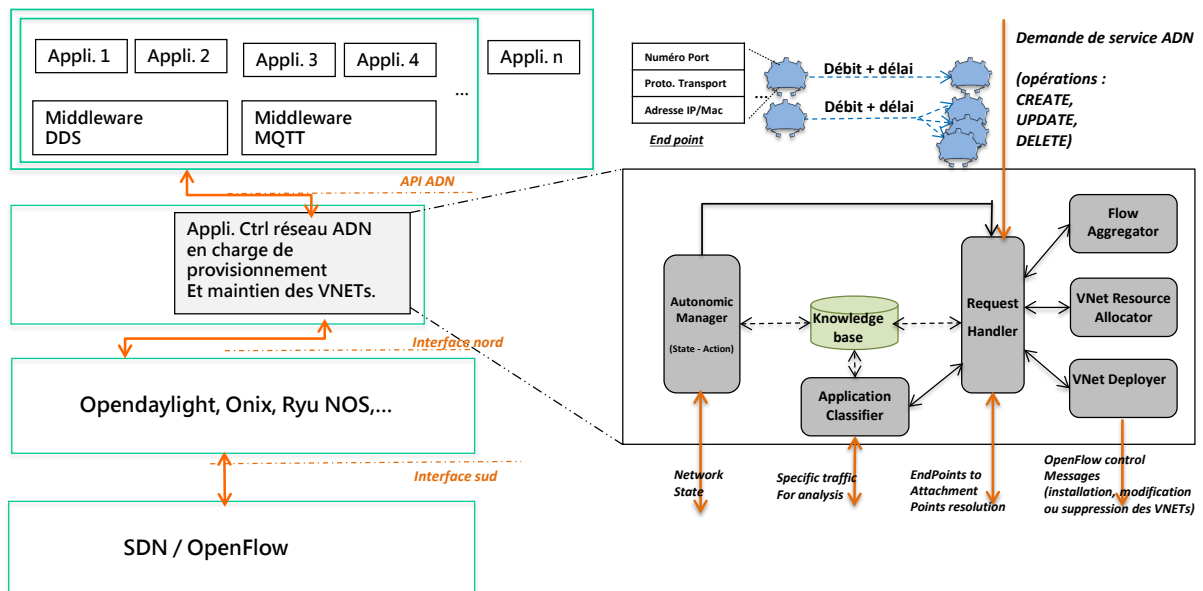 Appli. 1
Appli. 2
Appli. 3
Appli. 4
Appli. n
...
Middleware
DDS
Middleware
MQTT
API ADN
Appli. Ctrl réseau ADN
en charge de
provisionnement
Et maintien des VNETs.
Interface nord
Opendaylight, Onix, Ryu NOS,...
Interface sud
SDN / OpenFlow
Numéro Port
Proto. Transport
Adresse IP/Mac
End point
...
Débit + délai
Débit + délai
Demande de service ADN
(opérations :
CREATE,
UPDATE,
DELETE)
Autonomic
Manager
(State - Action)
Knowledge
base
Application
Classifier
Request
Handler
Flow
Aggregator
VNet Resource
Allocator
VNet Deployer
Network
State
Specific traffic
For analysis
EndPoints to
Attachment
Points resolution
OpenFlow control
Messages
(installation, modification
ou suppression des VNETs)